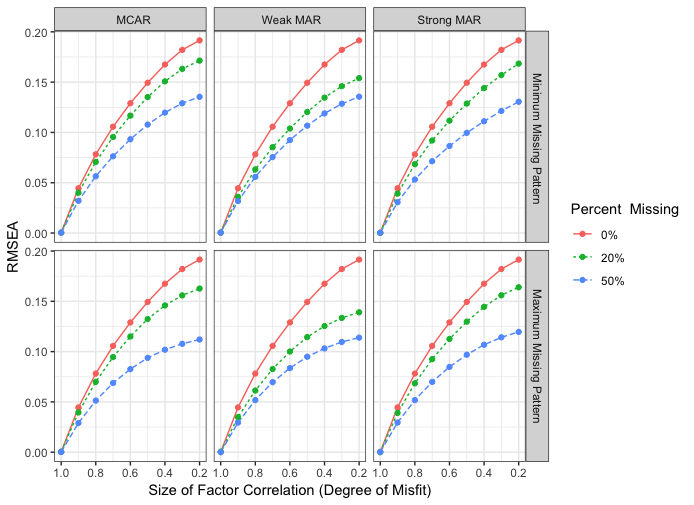 MCAR
Weak MAR
Strong MAR
0.20
0.15
0.10
0.05
0.00
Minimum Missing Pattern
RMSEA
Percent  Missing
0%
20%
50%
0.20
0.15
0.10
0.05
0.00
Maximum Missing Pattern
1.0 0.8 0.6 0.4 0.2 1.0 0.8 0.6 0.4 0.2 1.0 0.8 0.6 0.4 0.2
Size of Factor Correlation (Degree of Misfit)